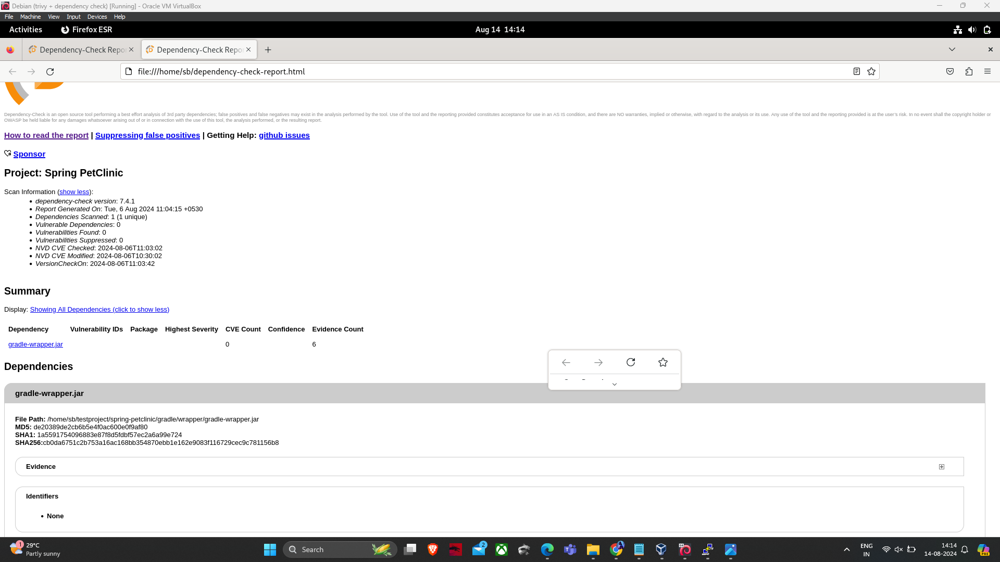 Debian (trivy + dependency check) [Running] - Oracle VM VirtualBox
File Machine View Input Devices Help
Activities Firefox ESR Aug 14 14:14
Dependency-Check Repo Dependency-Check Repo
file:///home/sb/dependency-check-report.html
Dependency-Check is an open source tool performing a best effort analysis of 3rd party dependencies; false positives and false negatives may exist in the analysis performed by the tool. Use of the tool and the reporting provided constitutes acceptance for use in an AS IS condition, and there are NO warranties, implied or otherwise, with regard to the analysis or its use. Any use of the tool and the reporting provided is at the user's risk. In no event shall the copyright holder or
OWASP be held liable for any damages whatsoever arising out of or in connection with the use of this tool, the analysis performed, or the resulting report.
How to read the report | Suppressing false positives | Getting Help: github issues
Sponsor
Project: Spring PetClinic
Scan Information (show less):
• dependency-check version: 7.4.1
• Report Generated On: Tue, 6 Aug 2024 11:04:15 +0530
• Dependencies Scanned: 1 (1 unique)
• Vulnerable Dependencies: 0
• Vulnerabilities Found: 0
• Vulnerabilities Suppressed: 0
• NVD CVE Checked: 2024-08-06T11:03:02
• NVD CVE Modified: 2024-08-06T10:30:02
• VersionCheckOn: 2024-08-06T11:03:42
Summary
Display: Showing All Dependencies (click to show less)
Dependency Vulnerability IDs Package Highest Severity CVE Count Confidence Evidence Count
gradle-wrapper.jar 0 6
Dependencies
gradle-wrapper.jar
File Path: /home/sb/testproject/spring-petclinic/gradle/wrapper/gradle-wrapper.jar
MD5: de20389de2cb6b5e4f0ac600e0f9af80
SHA1: 1a5591754096883e87f8d5fdbf57ec2a6a99e724
SHA256:cb0da6751c2b753a16ac168bb354870ebb1e162e9083f116729cec9c781156b8
Evidence
Identifiers
• None
1 29°C
Partly sunny
Search
2
ENG
IN
14:14
14-08-2024
PRE